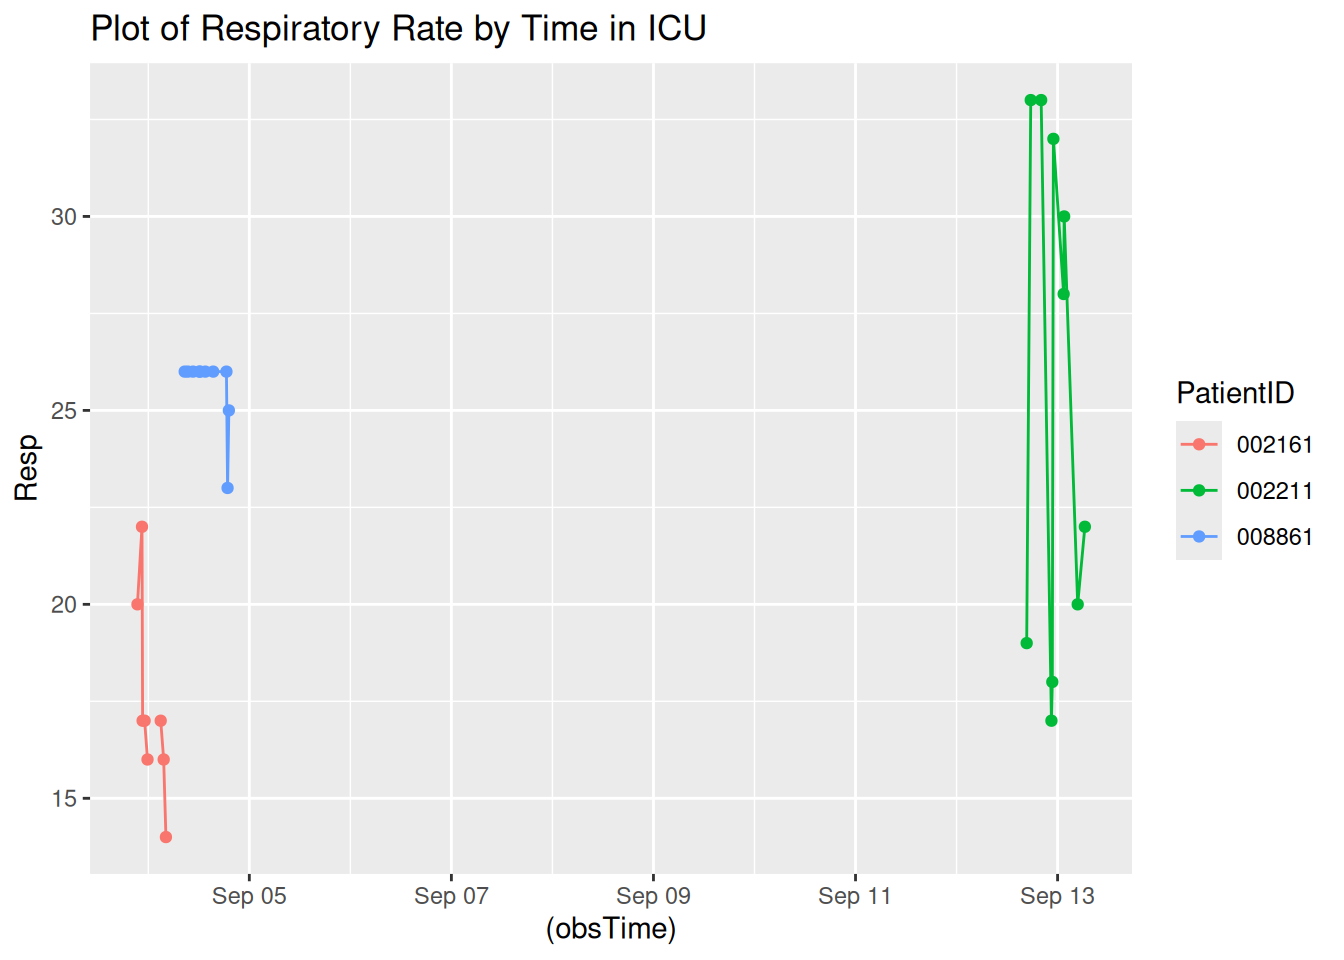 Plot of Respiratory Rate by Time in ICU
30
25
20
15
Resp
Sep 05
Sep 07
Sep 09
Sep 11
Sep 13
(obsTime)
PatientID
002161
002211
008861